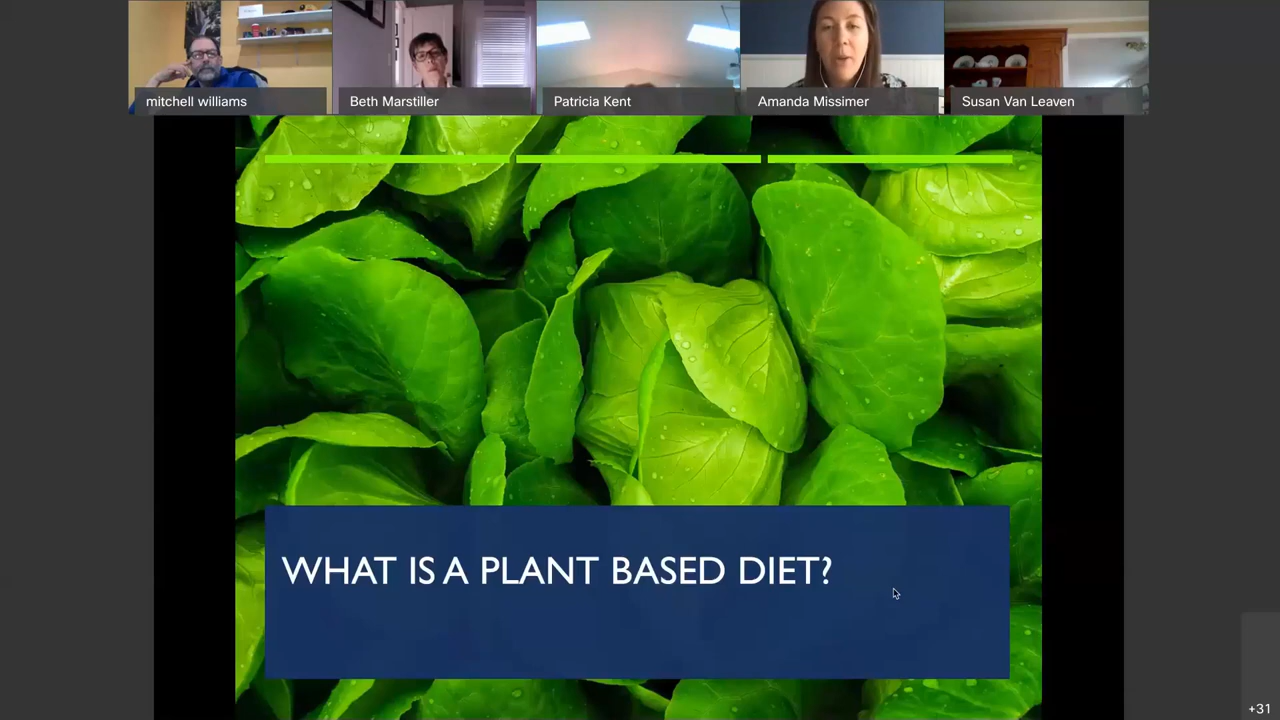 mitchell williams
Beth Marstiller
Patricia Kent
Amanda Missimer
Susan Van Leaven
WHAT IS A PLANT BASED DIET?
+31